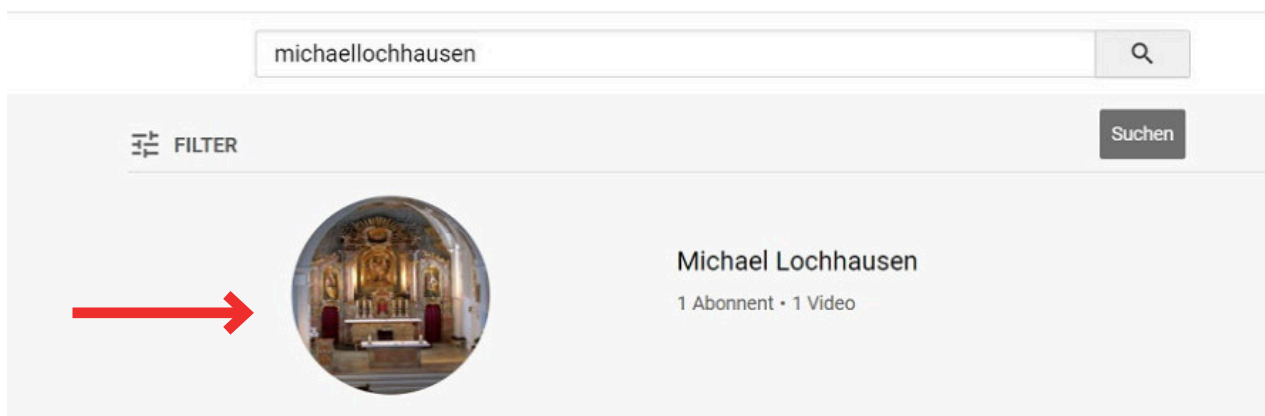 michaellochhausen
Suchen
FILTER
Michael Lochhausen
1 Abonnent • 1 Video